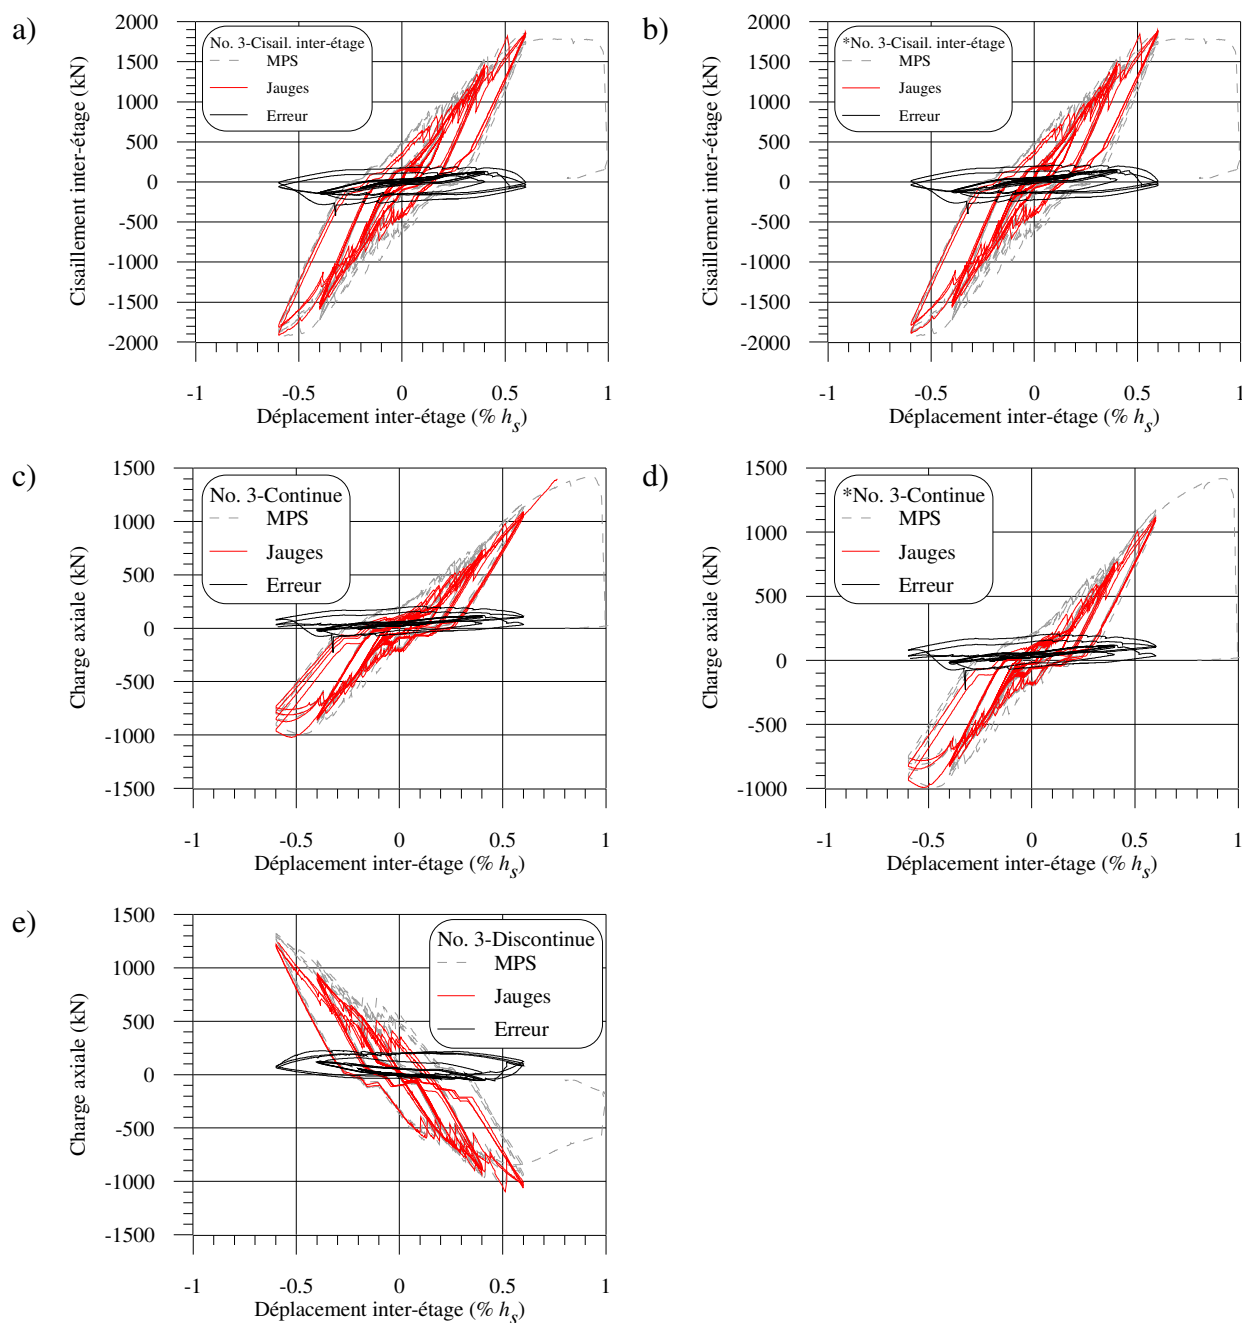 a)
No. 3-Cisail. inter-étage
MPS
Jauges
Erreur
Cisaillement inter-étage (kN)
2000
1500
1000
500
0
-500
-1000
-1500
-2000
-1 -0.5 0 0.5 1
Déplacement inter-étage (% hs)
b)
*No. 3-Cisail. inter-étage
MPS
Jauges
Erreur
Cisaillement inter-étage (kN)
2000
1500
1000
500
0
-500
-1000
-1500
-2000
-1 -0.5 0 0.5 1
Déplacement inter-étage (% hs)
c)
No. 3-Continue
MPS
Jauges
Erreur
Charge axiale (kN)
1500
1000
500
0
-500
-1000
-1500
-1 -0.5 0 0.5 1
Déplacement inter-étage (% hs)
d)
*No. 3-Continue
MPS
Jauges
Erreur
Charge axiale (kN)
1500
1000
500
0
-500
-1000
-1 -0.5 0 0.5 1
Déplacement inter-étage (% hs)
e)
No. 3-Discontinue
MPS
Jauges
Erreur
Charge axiale (kN)
1500
1000
500
0
-500
-1000
-1500
-1 -0.5 0 0.5 1
Déplacement inter-étage (% hs)